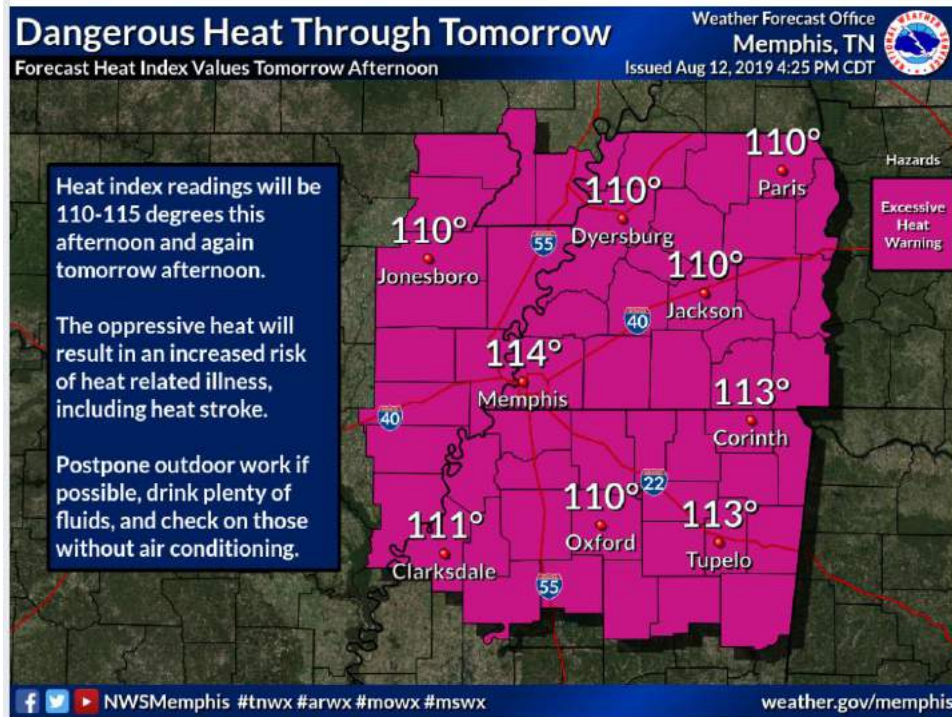 Dangerous Heat Through Tomorrow
Forecast Heat Index Values Tomorrow Afternoon
Weather Forecast Office
Memphis, TN
Issued Aug 12, 2019 4:25 PM CDT
NATIONAL WEATHER SERVICE
Heat index readings will be
110-115 degrees this
afternoon and again
tomorrow afternoon.
The oppressive heat will
result in an increased risk
of heat related illness,
including heat stroke.
Postpone outdoor work if
possible, drink plenty of
fluids, and check on those
without air conditioning.
110°
Paris
110°
Dyersburg
110°
Jonesboro
55
110°
Jackson
40
114°
Memphis
40
113°
Corinth
22
110°
Oxford
113°
Tupelo
111°
Clarksdale
55
Hazards
Excessive
Heat
Warning
NWSMemphis #tnwx #arwx #mowx #mswx
weather.gov/memphis